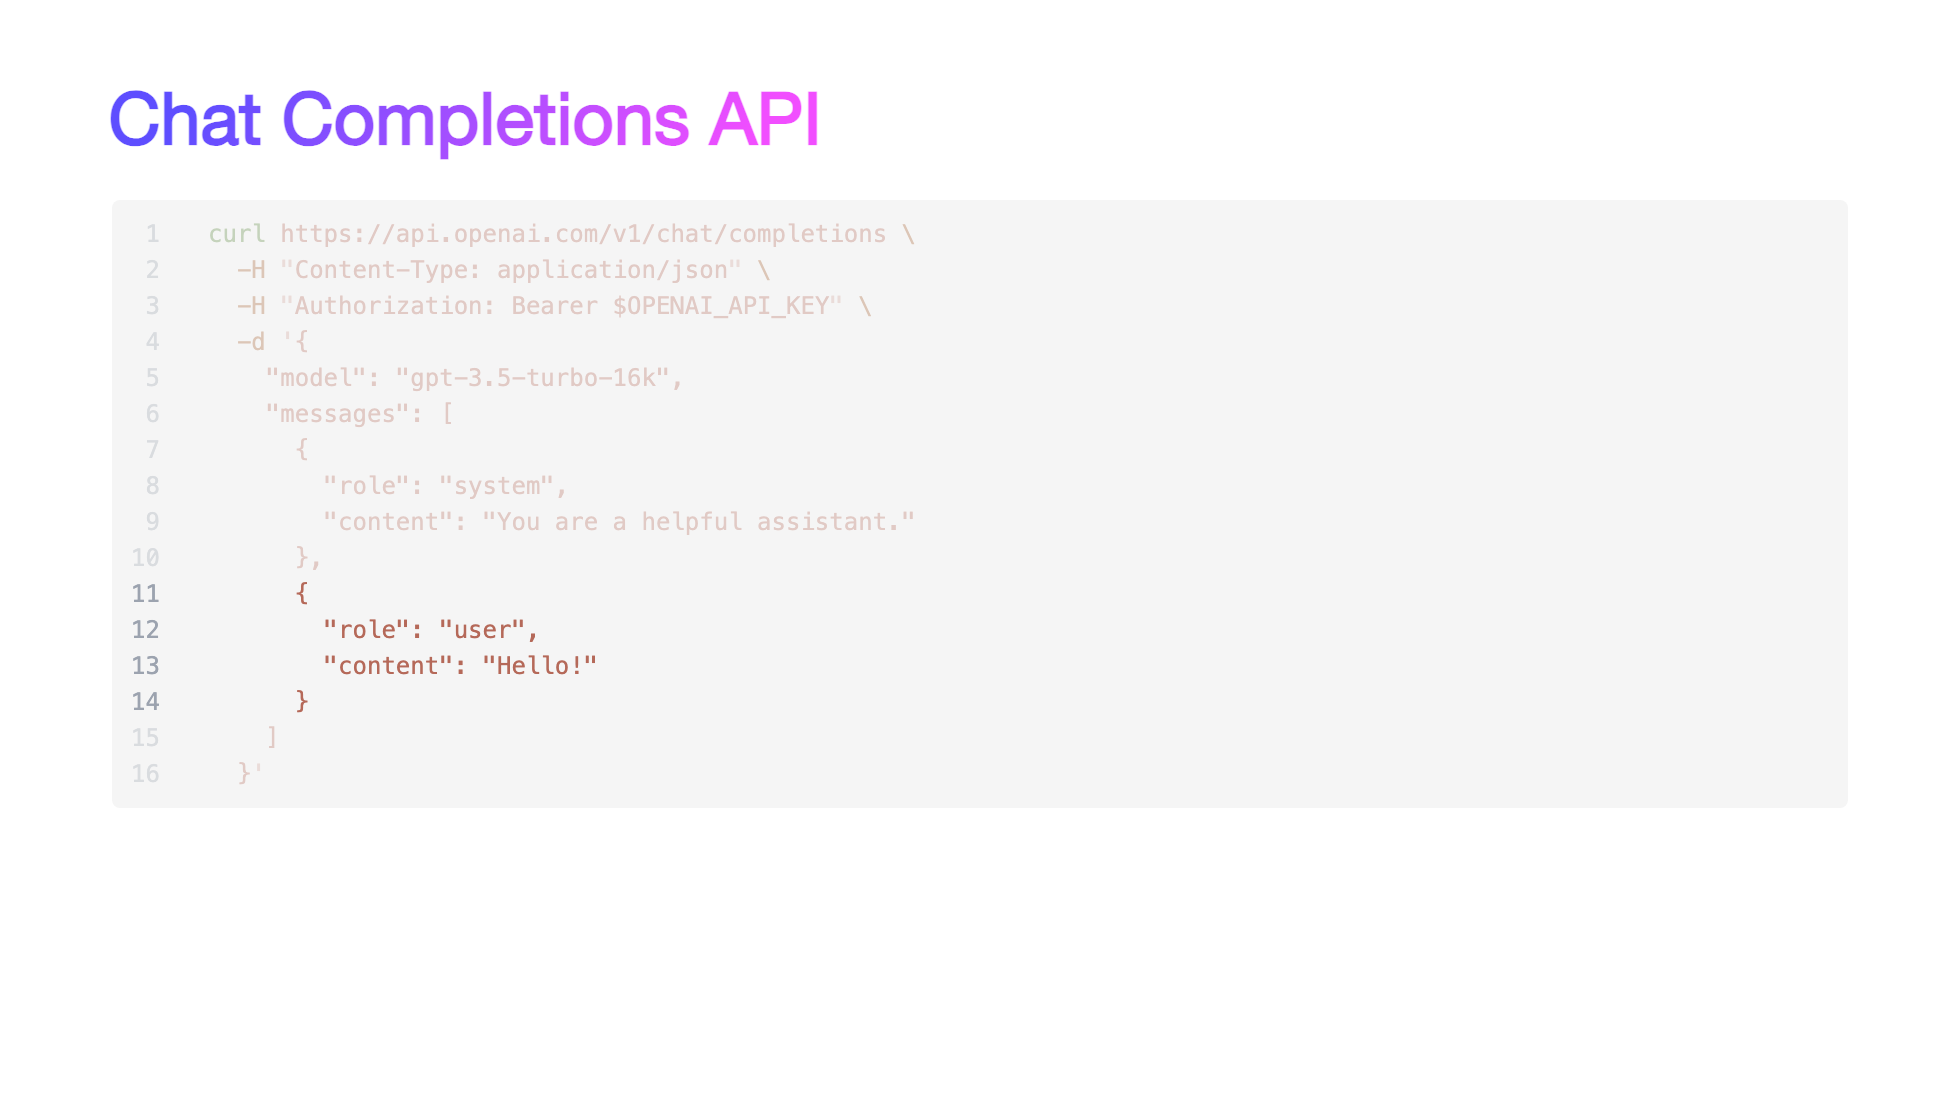 Chat Completions API
1 curl https://api.openai.com/v1/chat/completions \
2 -H "Content-Type: application/json" \
3 -H "Authorization: Bearer $OPENAI_API_KEY" \
4 -d '{
5 "model": "gpt-3.5-turbo-16k",
6 "messages": [
7 {
8 "role": "system",
9 "content": "You are a helpful assistant."
10 },
11 {
12 "role": "user",
13 "content": "Hello!"
14 }
15 ]
16 }'